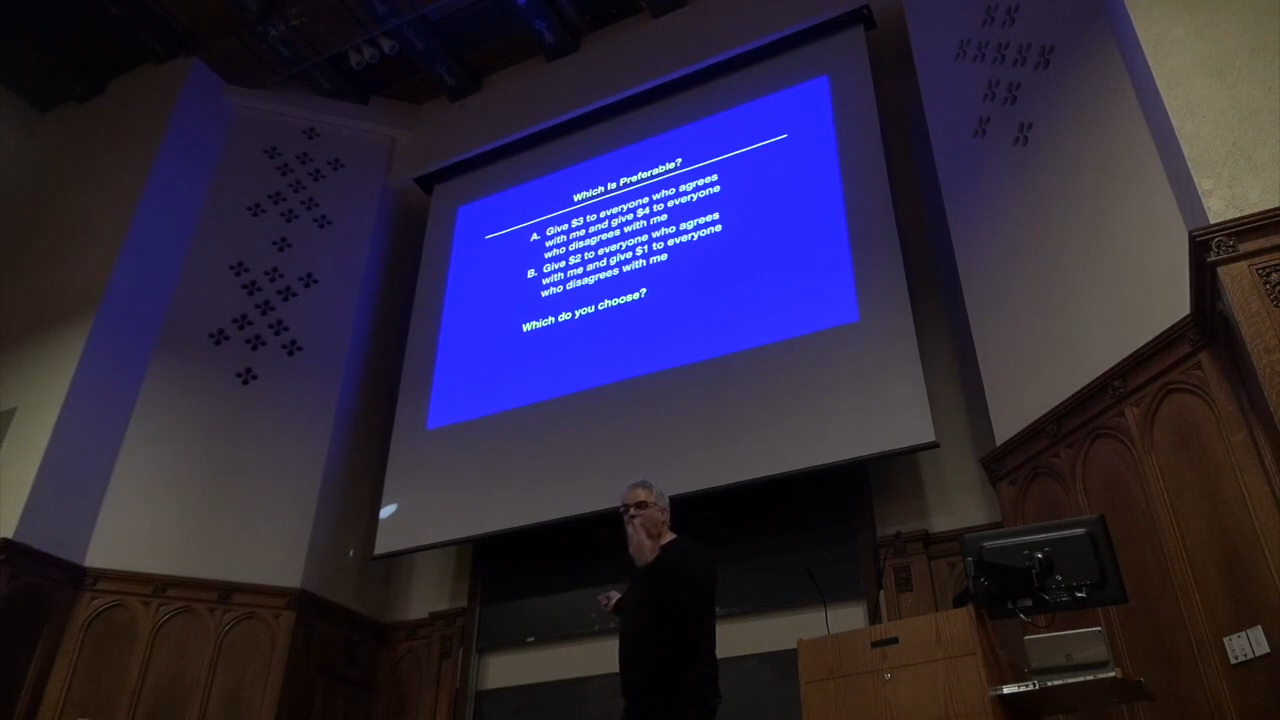 Which Is Preferable?
A. Give $3 to everyone who agrees
with me and give $4 to everyone
who disagrees with me
B. Give $2 to everyone who agrees
with me and give $1 to everyone
who disagrees with me
Which do you choose?